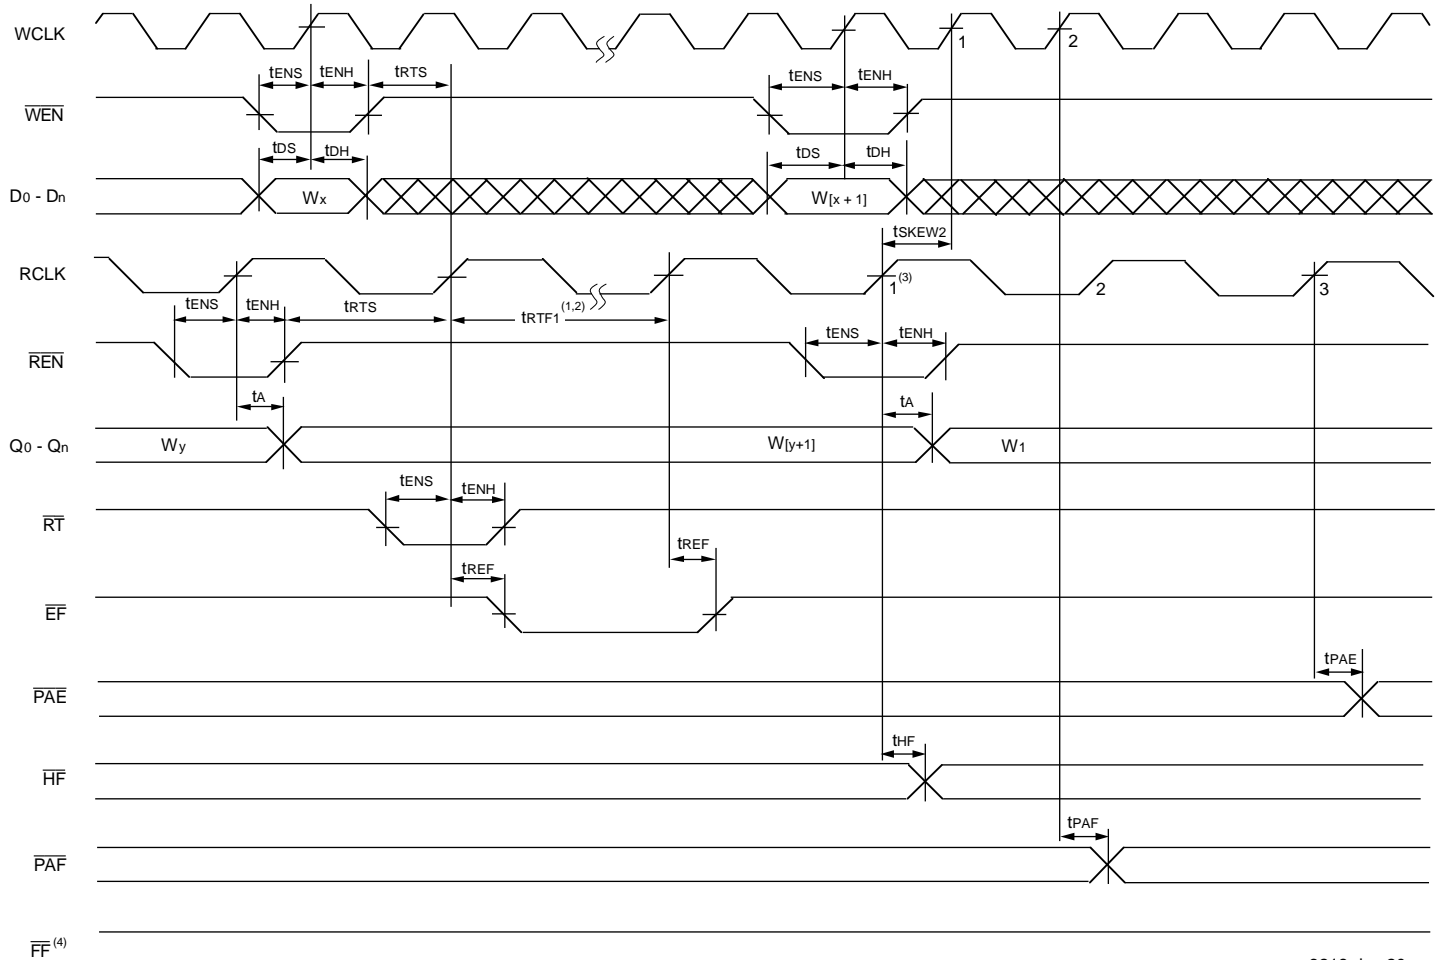 WCLK
1
2
tENS
tENH
tRTS
tENS
tENH
WEN
tDS
tDH
tDS
tDH
D0 - Dn
Wx
W[x + 1]
tSKEW2
RCLK
1(3)
2
3
tENS
tENH
tRTS
tRTF1(1,2)
tENS
tENH
REN
tA
tA
Q0 - Qn
Wy
W[y+1]
W1
tENS
tENH
RT
tREF
tREF
EF
tPAE
PAE
tHF
HF
tPAF
PAF
FF(4)